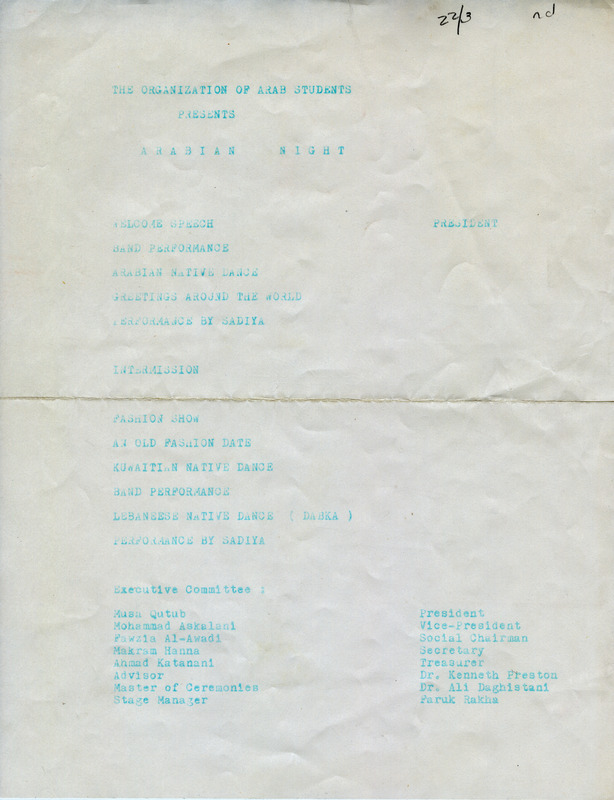 22/3 nd
THE ORGANIZATION OF ARAB STUDENTS
PRESENTS
A R A B I A N   N I G H T
WELCOME SPEECH PRESIDENT
BAND PERFORMANCE
ARABIAN NATIVE DANCE
GREETINGS AROUND THE WORLD
PERFORMANCE BY SADIYA
INTERMISSION
FASHION SHOW
AN OLD FASHION DATE
KUWAITIAN NATIVE DANCE
BAND PERFORMANCE
LEBANEESE NATIVE DANCE ( DABKA )
PERFORMANCE BY SADIYA
Executive Committee :
Musa Qutub President
Mohammad Askalani Vice-President
Fawzia Al-Awadi Social Chairman
Makram Hanna Secretary
Ahmad Katanani Treasurer
Advisor Dr. Kenneth Preston
Master of Ceremonies Dr. Ali Daghistani
Stage Manager Faruk Rakha